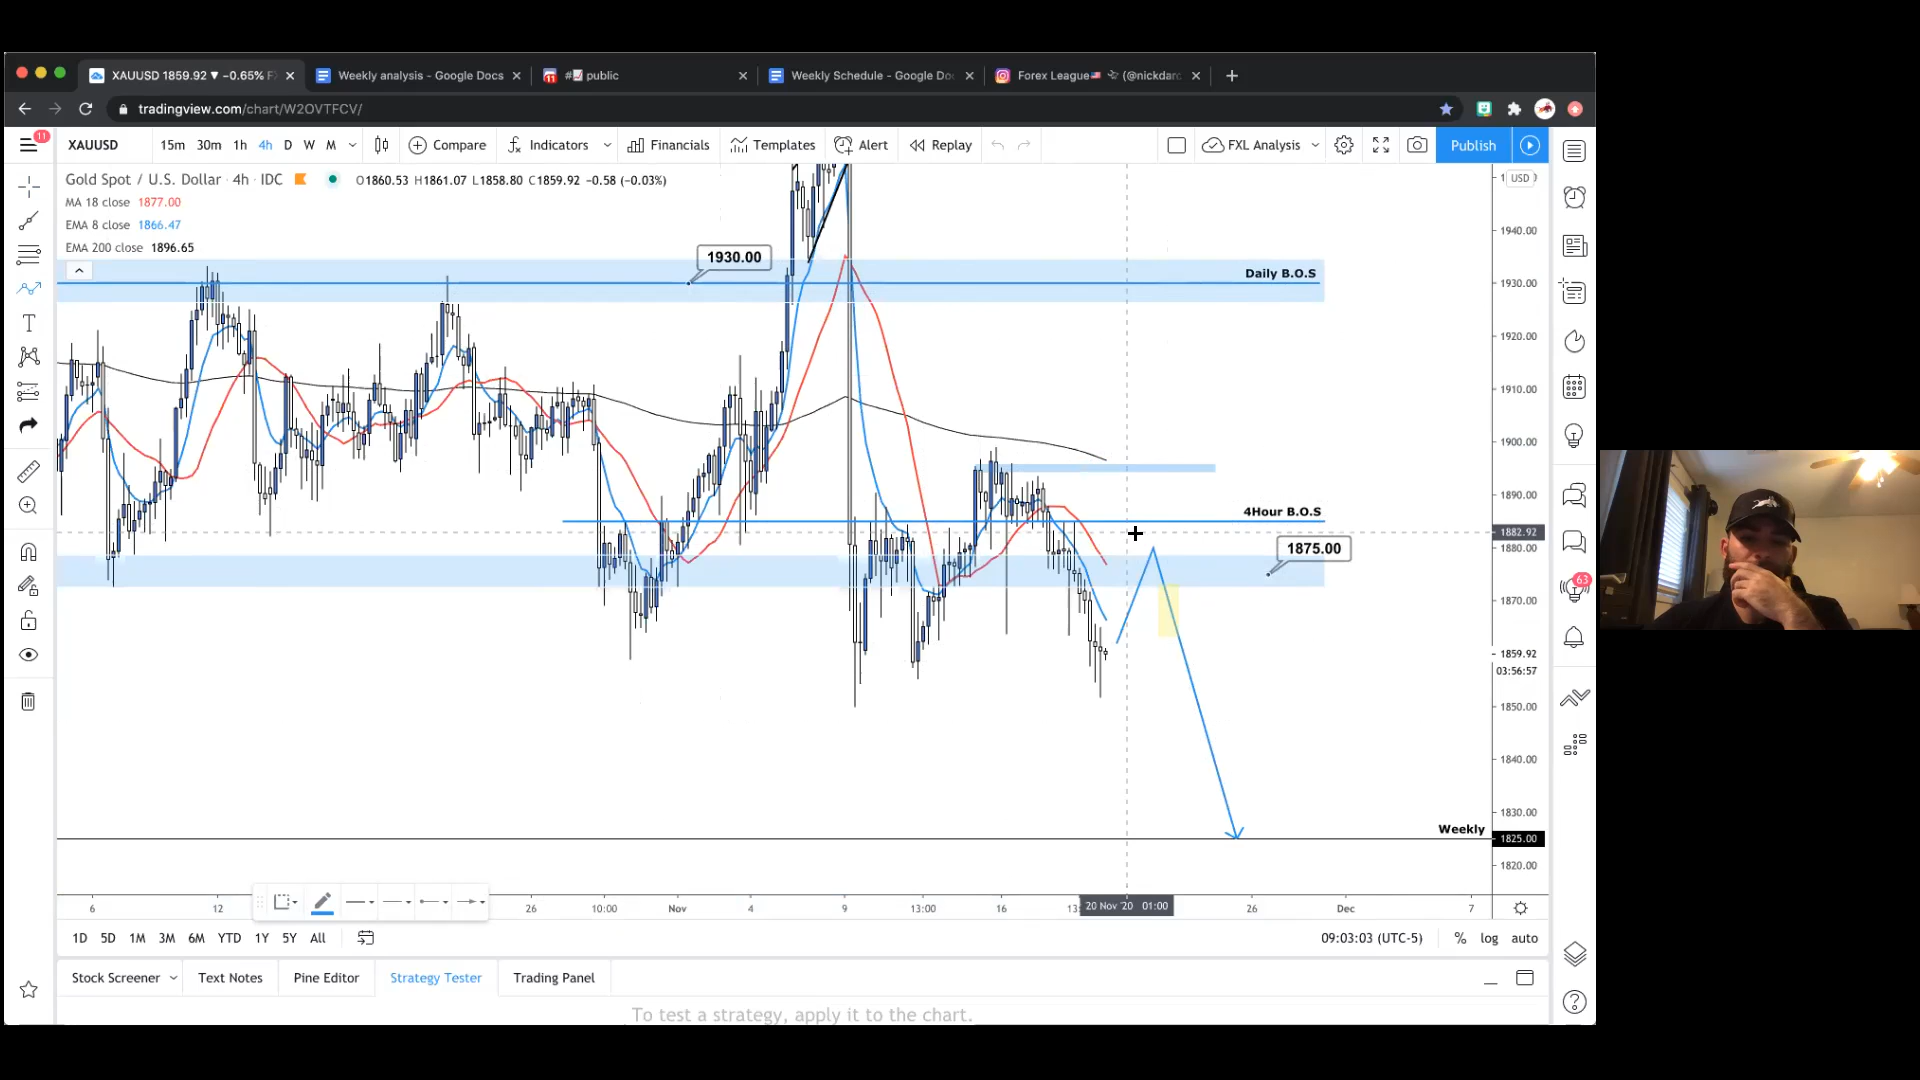 XAUUSD 1859.92 ▼ −0.65% F
Weekly analysis - Google Docs
11
#📈 public
Weekly Schedule - Google Doc
Forex League🇺🇸 (@nickdarc
tradingview.com/chart/W2OVTFCV/
11
XAUUSD
15m 30m 1h 4h D W M
Compare
Indicators
Financials
Templates
Alert
Replay
FXL Analysis
Publish
Gold Spot / U.S. Dollar · 4h · IDC
O1860.53 H1861.07 L1858.80 C1859.92 −0.58 (−0.03%)
USD
MA 18 close 1877.00
EMA 8 close 1866.47
EMA 200 close 1896.65
1940.00
1930.00
Daily B.O.S
1930.00
1920.00
1910.00
1900.00
1890.00
4Hour B.O.S
1882.92
1875.00
1880.00
63
1870.00
1859.92
03:56:57
1850.00
1840.00
1830.00
Weekly
1825.00
1820.00
6 12 26 10:00 Nov 4 9 13:00 16 20 Nov '20 01:00 26 Dec 7
1D 5D 1M 3M 6M YTD 1Y 5Y All
09:03:03 (UTC-5) % log auto
Stock Screener Text Notes Pine Editor Strategy Tester Trading Panel
To test a strategy, apply it to the chart.